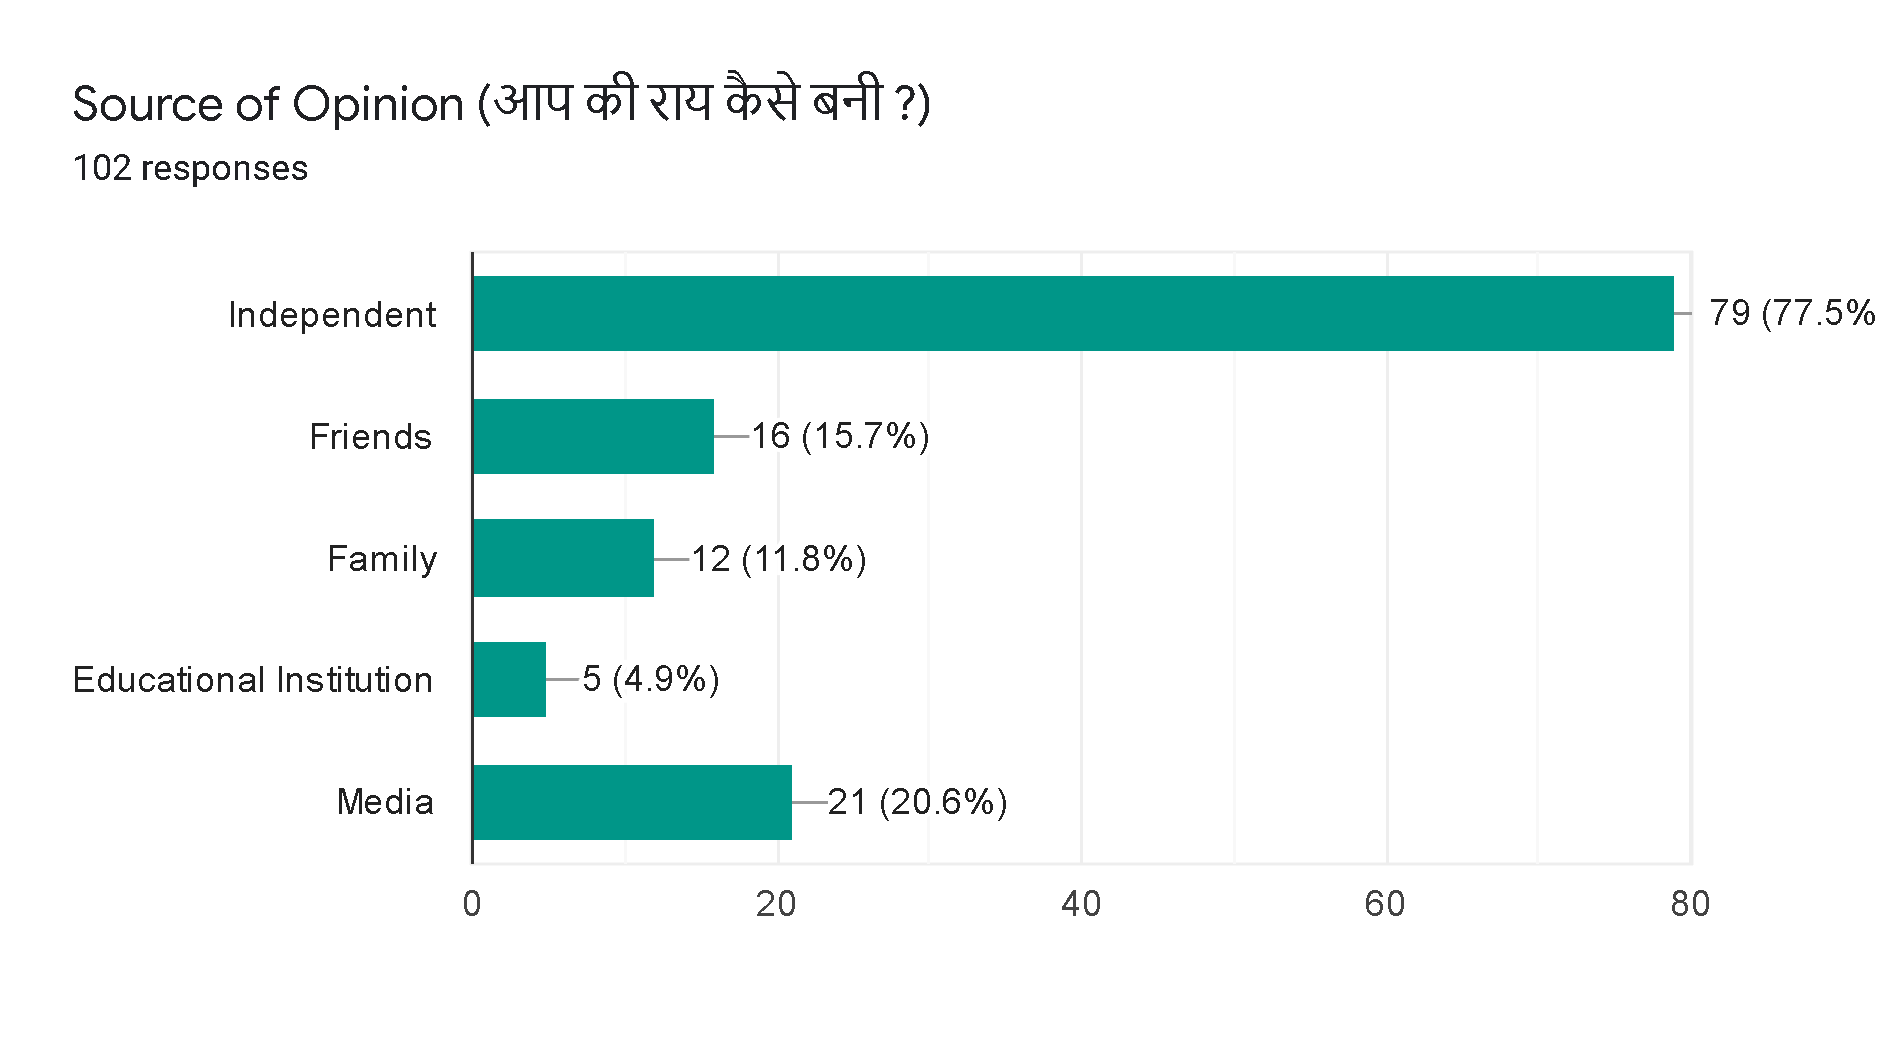 Source of Opinion (आप की राय कैसे बनी ?)
102 responses
Independent
79 (77.5%
Friends
16 (15.7%)
Family
12 (11.8%)
Educational Institution
5 (4.9%)
Media
21 (20.6%)
0 20 40 60 80